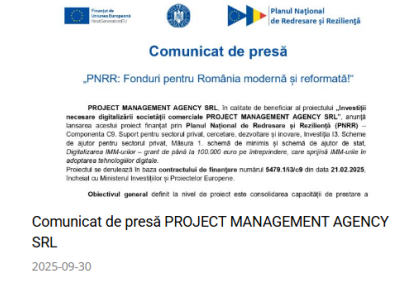 Finanțat de
Uniunea Europeană
NextGenerationEU
Planul Național
de Redresare și Reziliență
Comunicat de presă
„PNRR: Fonduri pentru România modernă și reformată!”
PROJECT MANAGEMENT AGENCY SRL, în calitate de beneficiar al proiectului „Investiții
necesare digitalizării societății comerciale PROJECT MANAGEMENT AGENCY SRL”, anunță
lansarea acestui proiect finanțat prin Planul Național de Redresare și Reziliență (PNRR) –
Componenta C9. Suport pentru sectorul privat, cercetare, dezvoltare și inovare, Investiția I3. Scheme
de ajutor pentru sectorul privat, Măsura 1. schemă de minimis și schemă de ajutor de stat,
Digitalizarea IMM-urilor – grant de până la 100.000 euro pe întreprindere, care sprijină IMM-urile în
adoptarea tehnologiilor digitale.
Proiectul se derulează în baza contractului de finanțare numărul 5479.1i3/c9 din data 21.02.2025,
încheiat cu Ministerul Investițiilor și Proiectelor Europene.
Obiectivul general definit la nivel de proiect este consolidarea capacității de prestare a
Comunicat de presă PROJECT MANAGEMENT AGENCY
SRL
2025-09-30